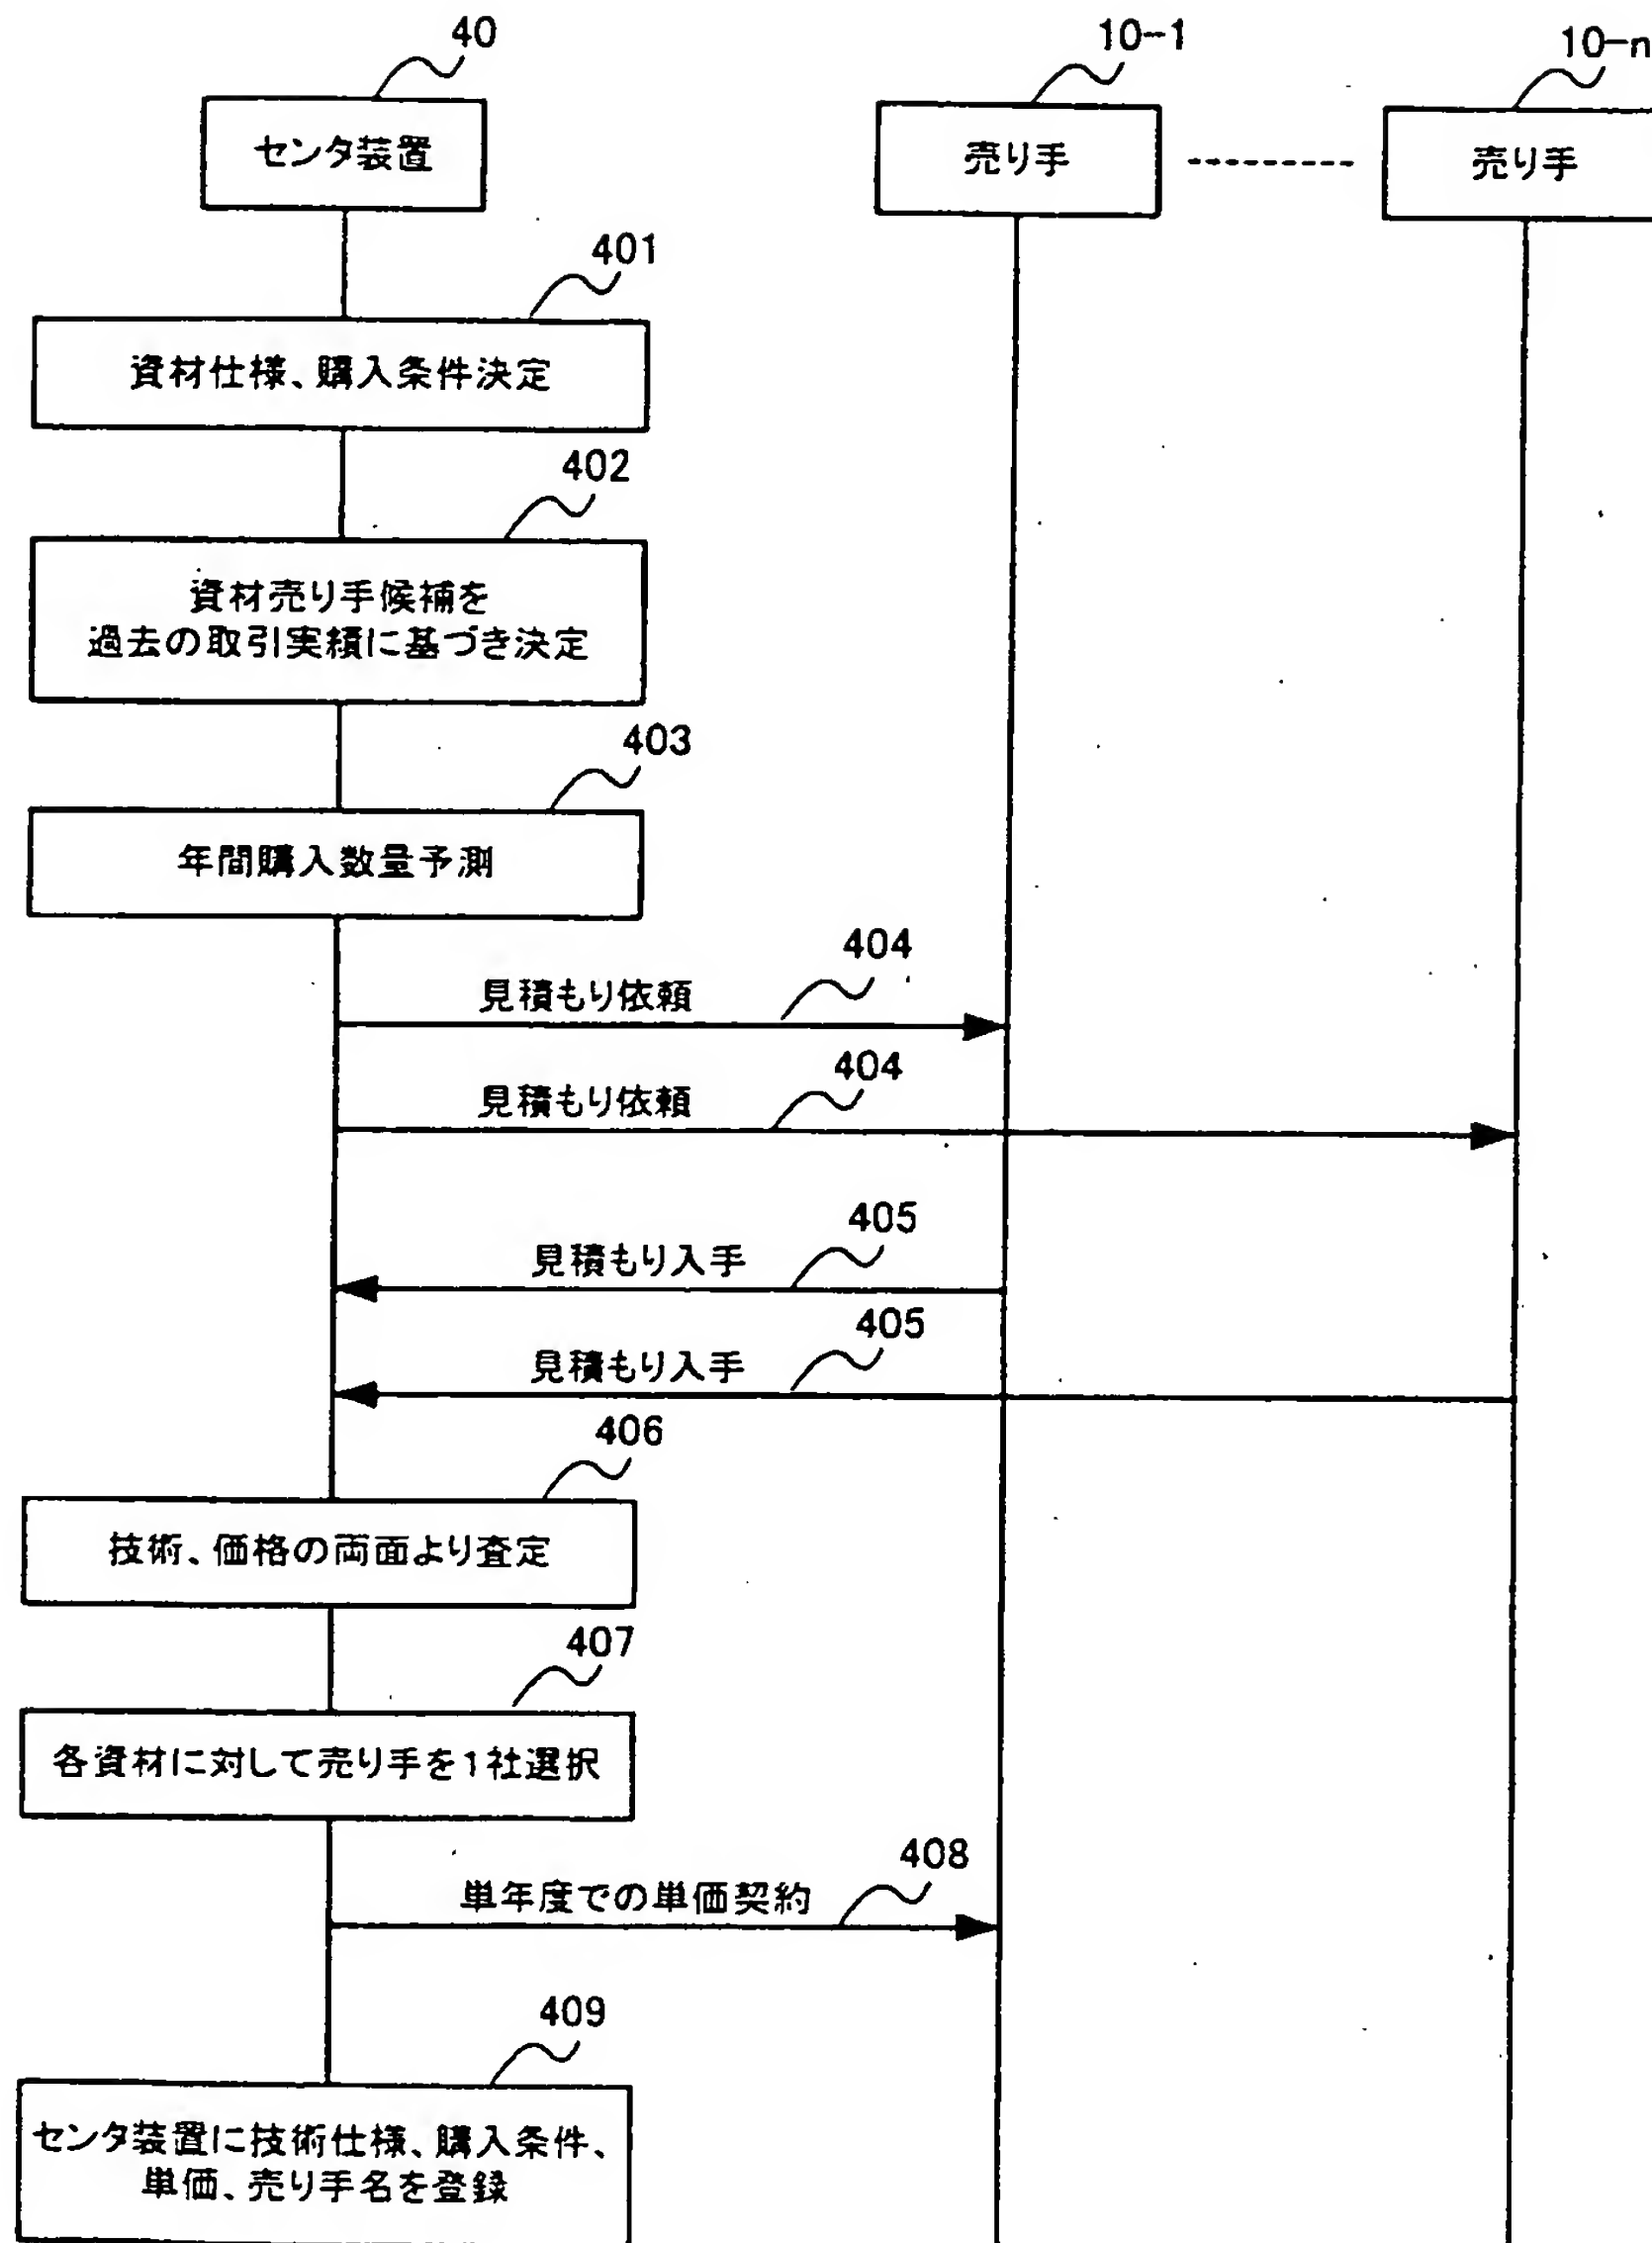 40
10-1
10-n
センタ装置
売り手
売り手
401
資材仕様、購入条件決定
402
資材売り手候補を
過去の取引実績に基づき決定
403
年間購入数量予測
404
見積もり依頼
404
見積もり依頼
405
見積もり入手
405
見積もり入手
406
技術、価格の両面より査定
407
各資材に対して売り手を1社選択
408
単年度での単価契約
409
センタ装置に技術仕様、購入条件、
単価、売り手名を登録